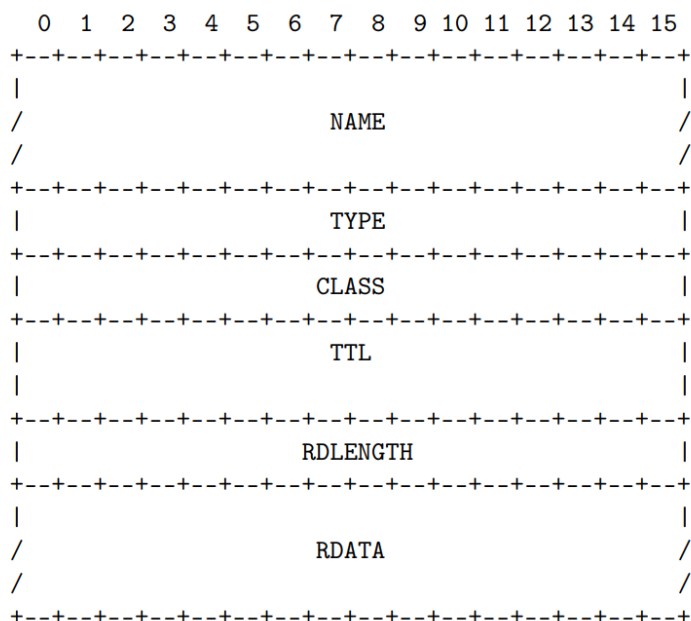 0  1  2  3  4  5  6  7  8  9 10 11 12 13 14 15
+--+--+--+--+--+--+--+--+--+--+--+--+--+--+--+--+
|                                               |
/                      NAME                     /
/                                               /
+--+--+--+--+--+--+--+--+--+--+--+--+--+--+--+--+
|                      TYPE                     |
+--+--+--+--+--+--+--+--+--+--+--+--+--+--+--+--+
|                     CLASS                     |
+--+--+--+--+--+--+--+--+--+--+--+--+--+--+--+--+
|                      TTL                      |
|                                               |
+--+--+--+--+--+--+--+--+--+--+--+--+--+--+--+--+
|                    RDLENGTH                   |
+--+--+--+--+--+--+--+--+--+--+--+--+--+--+--+--+
|                                               |
/                     RDATA                     /
/                                               /
+--+--+--+--+--+--+--+--+--+--+--+--+--+--+--+--+